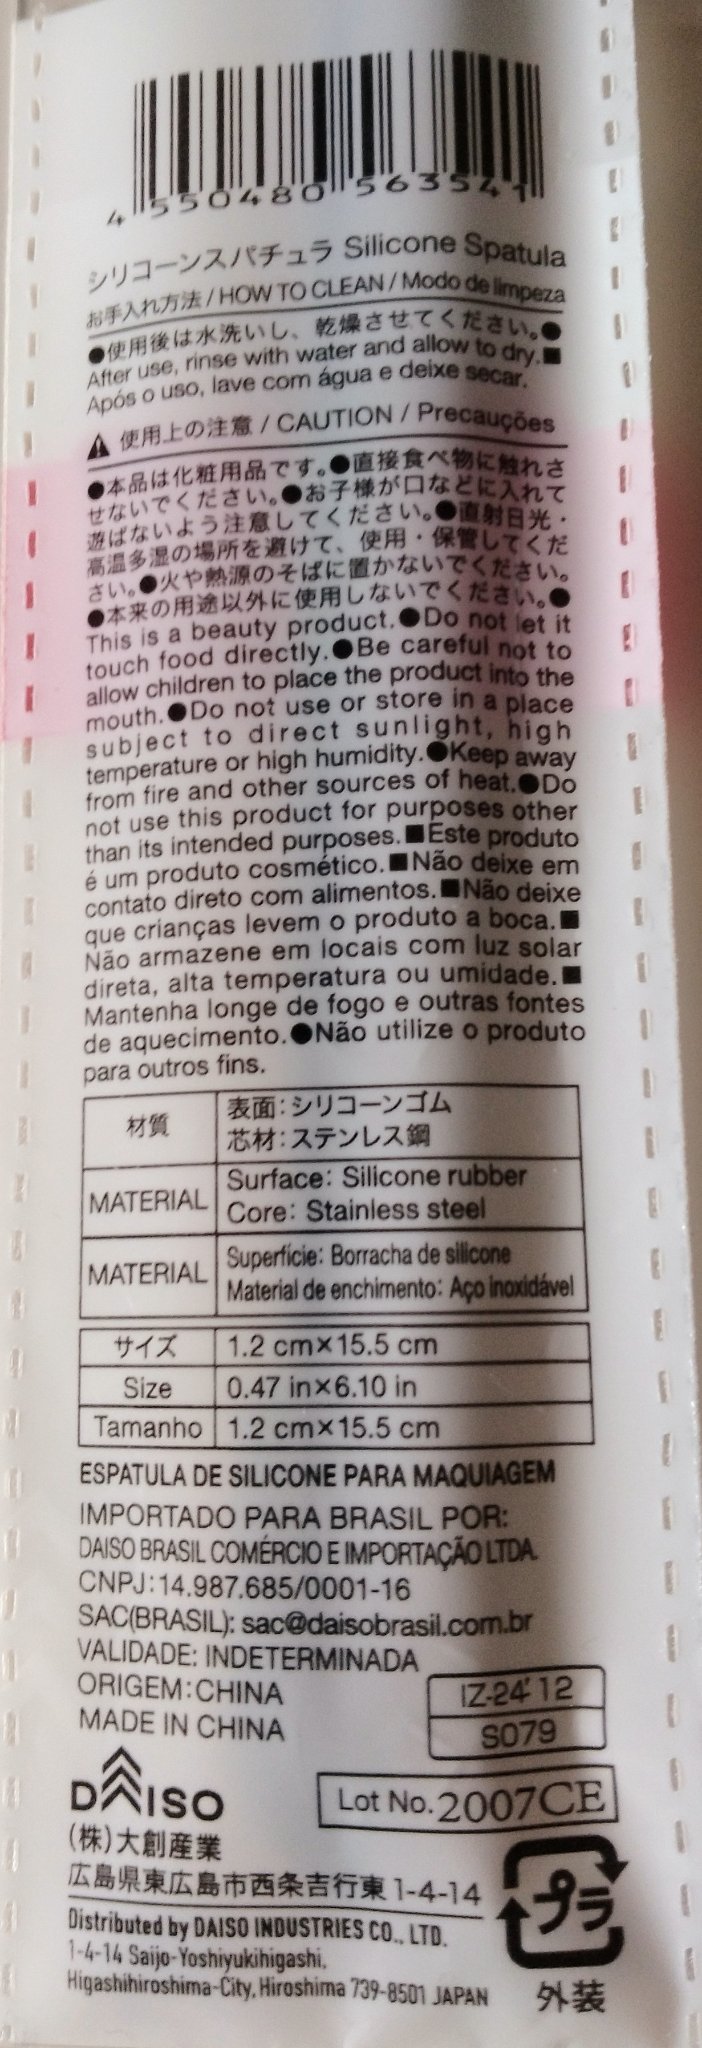 4 550480 563541
シリコーンスパチュラ Silicone Spatula
お手入れ方法 / HOW TO CLEAN / Modo de limpeza
●使用後は水洗いし、乾燥させてください。●
After use, rinse with water and allow to dry.■
Após o uso, lave com água e deixe secar.
使用上の注意 / CAUTION / Precauções
●本品は化粧用品です。●直接食べ物に触れさ
せないでください。●お子様が口などに入れて
遊ばないよう注意してください。●直射日光・
高温多湿の場所を避けて、使用・保管してくだ
さい。●火や熱源のそばに置かないでください。
●本来の用途以外に使用しないでください。●
This is a beauty product.●Do not let it
touch food directly.●Be careful not to
allow children to place the product into the
mouth.●Do not use or store in a place
subject to direct sunlight, high
temperature or high humidity.●Keep away
from fire and other sources of heat.●Do
not use this product for purposes other
than its intended purposes.■Este produto
é um produto cosmético.■Não deixe em
contato direto com alimentos.■Não deixe
que crianças levem o produto a boca.■
Não armazene em locais com luz solar
direta, alta temperatura ou umidade.■
Mantenha longe de fogo e outras fontes
de aquecimento.●Não utilize o produto
para outros fins.
材質 表面：シリコーンゴム
芯材：ステンレス鋼
MATERIAL Surface: Silicone rubber
Core: Stainless steel
MATERIAL Superfície: Borracha de silicone
Material de enchimento: Aço inoxidável
サイズ 1.2 cm×15.5 cm
Size 0.47 in×6.10 in
Tamanho 1.2 cm×15.5 cm
ESPATULA DE SILICONE PARA MAQUIAGEM
IMPORTADO PARA BRASIL POR:
DAISO BRASIL COMÉRCIO E IMPORTAÇÃO LTDA.
CNPJ:14.987.685/0001-16
SAC(BRASIL): sac@daisobrasil.com.br
VALIDADE: INDETERMINADA
ORIGEM:CHINA
MADE IN CHINA
IZ-24' 12
S079
DAISO
Lot No.2007CE
(株)大創産業
広島県東広島市西条吉行東 1-4-14
Distributed by DAISO INDUSTRIES CO., LTD.
1-4-14 Saijo-Yoshiyukihigashi,
Higashihiroshima-City, Hiroshima 739-8501 JAPAN
プラ
外装